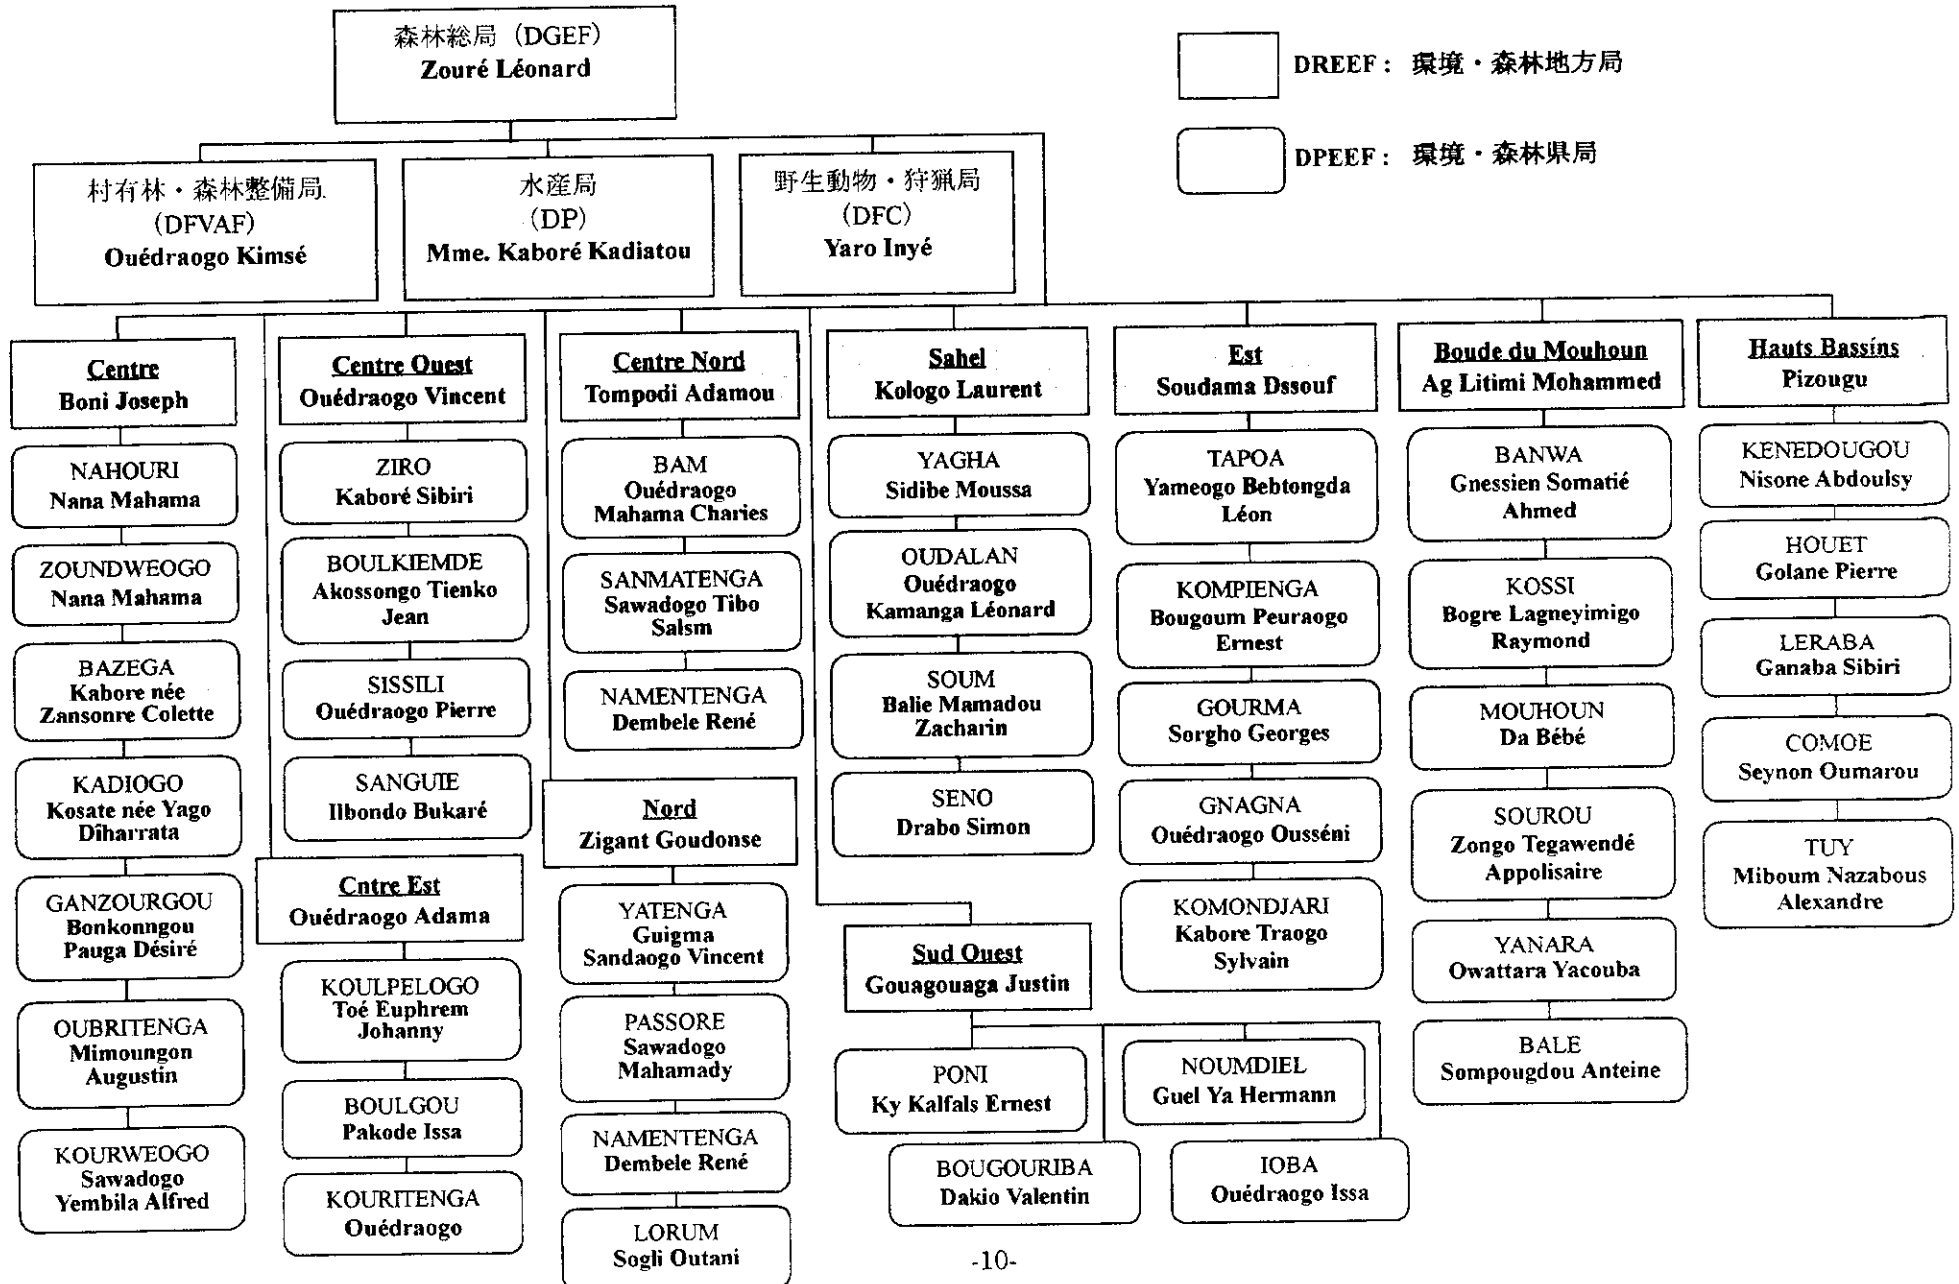 森林総局 (DGEF)
Zouré Léonard
DREEF : 環境・森林地方局
DPEEF : 環境・森林県局
村有林・森林整備局
(DFVAF)
Ouédraogo Kimsé
水産局
(DP)
Mme. Kaboré Kadiatou
野生動物・狩猟局
(DFC)
Yaro Inyé
Centre
Boni Joseph
NAHOURI
Nana Mahama
ZOUNDWEOGO
Nana Mahama
BAZEGA
Kabore née
Zansonre Colette
KADIOGO
Kosate née Yago
Diharrata
GANZOURGOU
Bonkonngou
Pauga Désiré
OUBRITENGA
Mimoungon
Augustin
KOURWEOGO
Sawadogo
Yembila Alfred
Centre Ouest
Ouédraogo Vincent
ZIRO
Kaboré Sibiri
BOULKIEMDE
Akossongo Tienko
Jean
SISSILI
Ouédraogo Pierre
SANGUIE
Ilbondo Bukaré
Cntre Est
Ouédraogo Adama
KOULPELOGO
Toé Euphrem
Johanny
BOULGOU
Pakode Issa
KOURITENGA
Ouédraogo
Centre Nord
Tompodi Adamou
BAM
Ouédraogo
Mahama Charies
SANMATENGA
Sawadogo Tibo
Salsm
NAMENTENGA
Dembele René
Nord
Zigant Goudonse
YATENGA
Guigma
Sandaogo Vincent
PASSORE
Sawadogo
Mahamady
NAMENTENGA
Dembele René
LORUM
Sogli Outani
Sahel
Kologo Laurent
YAGHA
Sidibe Moussa
OUDALAN
Ouédraogo
Kamanga Léonard
SOUM
Balie Mamadou
Zacharin
SENO
Drabo Simon
Sud Ouest
Gouagouaga Justin
PONI
Ky Kalfals Ernest
BOUGOURIBA
Dakio Valentin
NOUMDIEL
Guel Ya Hermann
IOBA
Ouédraogo Issa
Est
Soudama Dssouf
TAPOA
Yameogo Bebtongda
Léon
KOMPIENGA
Bougoum Peuraogo
Ernest
GOURMA
Sorgho Georges
GNAGNA
Ouédraogo Ousséni
KOMONDJARI
Kabore Traogo
Sylvain
Boude du Mouhoun
Ag Litimi Mohammed
BANWA
Gnessien Somatié
Ahmed
KOSSI
Bogre Lagneyimigo
Raymond
MOUHOUN
Da Bébé
SOUROU
Zongo Tegawendé
Appolisaire
YANARA
Owattara Yacouba
BALE
Sompougdou Anteine
Hauts Bassins
Pizougu
KENEDOUGOU
Nisone Abdoulsy
HOUET
Golane Pierre
LERABA
Ganaba Sibiri
COMOE
Seynon Oumarou
TUY
Miboum Nazabous
Alexandre
-10-